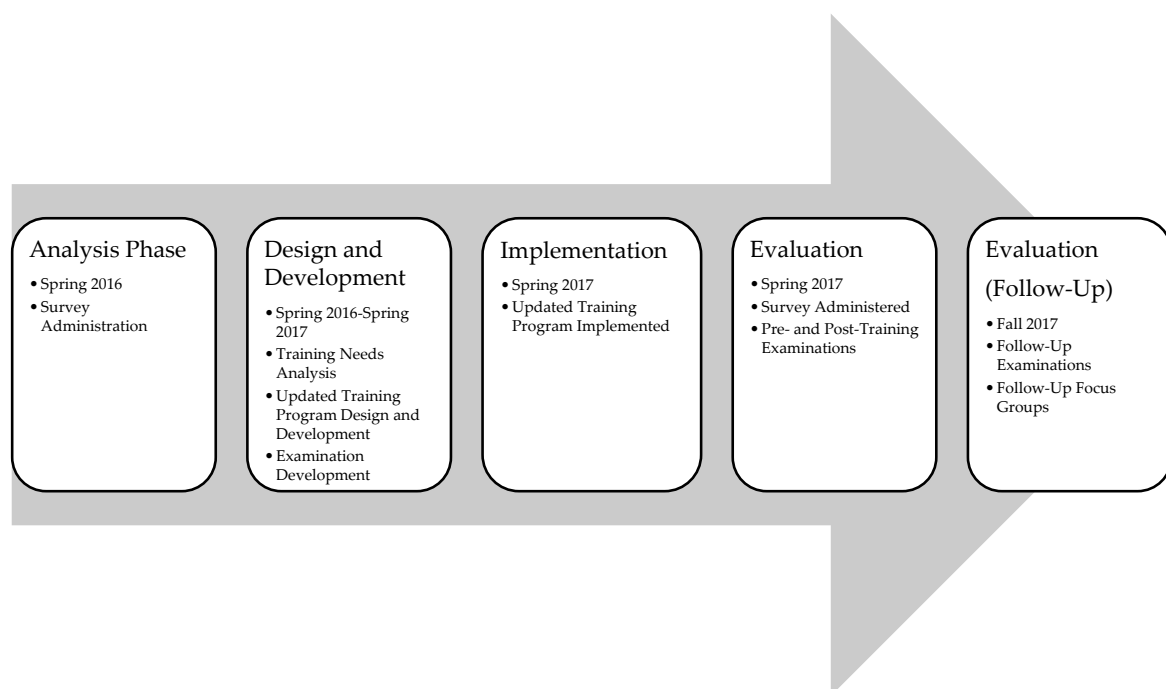 Analysis Phase
• Spring 2016
• Survey
Administration
Design and
Development
• Spring 2016-Spring
2017
• Training Needs
Analysis
• Updated Training
Program Design and
Development
• Examination
Development
Implementation
• Spring 2017
• Updated Training
Program Implemented
Evaluation
• Spring 2017
• Survey Administered
• Pre- and Post-Training
Examinations
Evaluation
(Follow-Up)
• Fall 2017
• Follow-Up
Examinations
• Follow-Up Focus
Groups